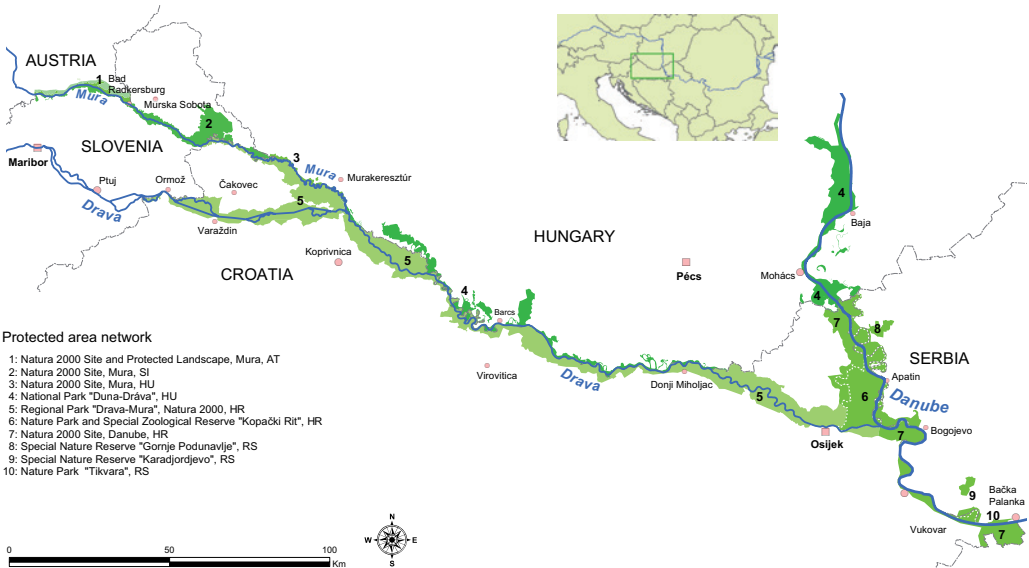 AUSTRIA
1
Bad
Radkersburg
Mura
Murska Sobota
2
SLOVENIA
Maribor
3
Mura
Murakeresztúr
Ptuj
Ormož
Čakovec
5
Drava
Varaždin
4
Baja
HUNGARY
Koprivnica
5
CROATIA
Pécs
Mohács
4
4
Barcs
7
8
SERBIA
Virovitica
Drava
Donji Miholjac
5
6
Apatin
Danube
Osijek
7
Bogojevo
9
Bačka
Palanka
10
Vukovar
7
Protected area network
1: Natura 2000 Site and Protected Landscape, Mura, AT
2: Natura 2000 Site, Mura, SI
3: Natura 2000 Site, Mura, HU
4: National Park "Duna-Dráva", HU
5: Regional Park "Drava-Mura", Natura 2000, HR
6: Nature Park and Special Zoological Reserve "Kopački Rit", HR
7: Natura 2000 Site, Danube, HR
8: Special Nature Reserve "Gornje Podunavlje", RS
9: Special Nature Reserve "Karadjordjevo", RS
10: Nature Park "Tikvara", RS
N
W E
S
0 50 100
Km